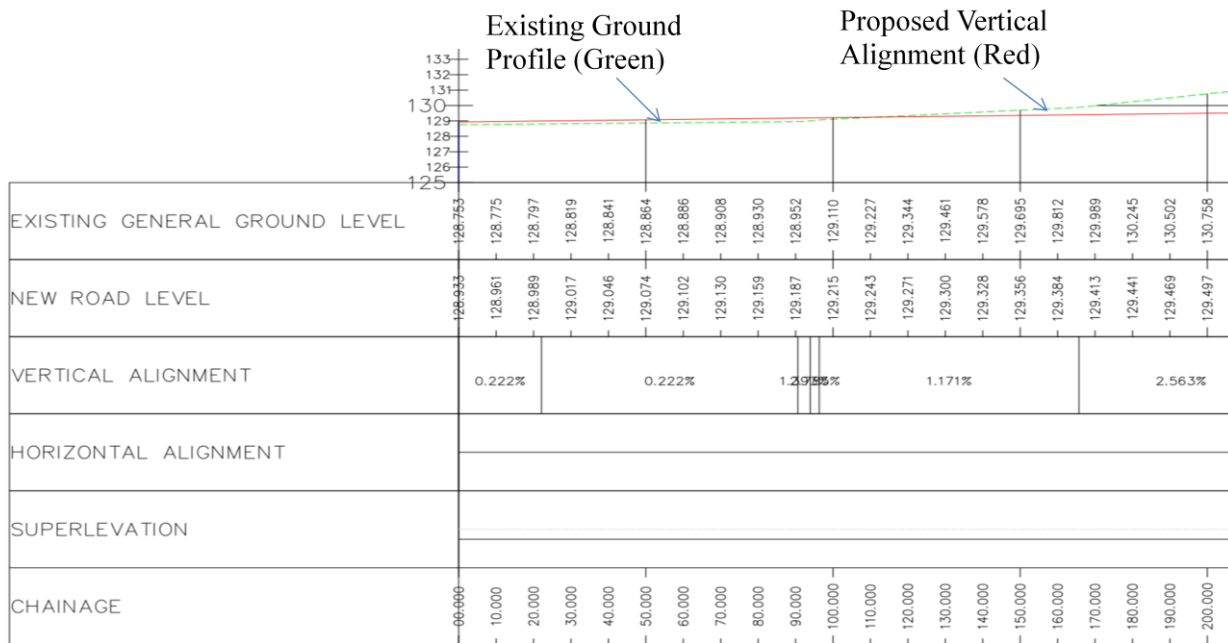 Existing Ground
Profile (Green)
Proposed Vertical
Alignment (Red)
133
132
131
130
129
128
127
126
125
EXISTING GENERAL GROUND LEVEL
128.753 128.775 128.797 128.819 128.841 128.864 128.886 128.908 128.930 128.952 129.110 129.227 129.344 129.461 129.578 129.695 129.812 129.989 130.245 130.502 130.758
NEW ROAD LEVEL
128.933 128.961 128.989 129.017 129.046 129.074 129.102 129.130 129.159 129.187 129.215 129.243 129.271 129.300 129.328 129.356 129.384 129.413 129.441 129.469 129.497
VERTICAL ALIGNMENT
0.222% 0.222% 1.171% 2.563%
HORIZONTAL ALIGNMENT
SUPERLEVATION
CHAINAGE
00.000 10.000 20.000 30.000 40.000 50.000 60.000 70.000 80.000 90.000 100.000 110.000 120.000 130.000 140.000 150.000 160.000 170.000 180.000 190.000 200.000